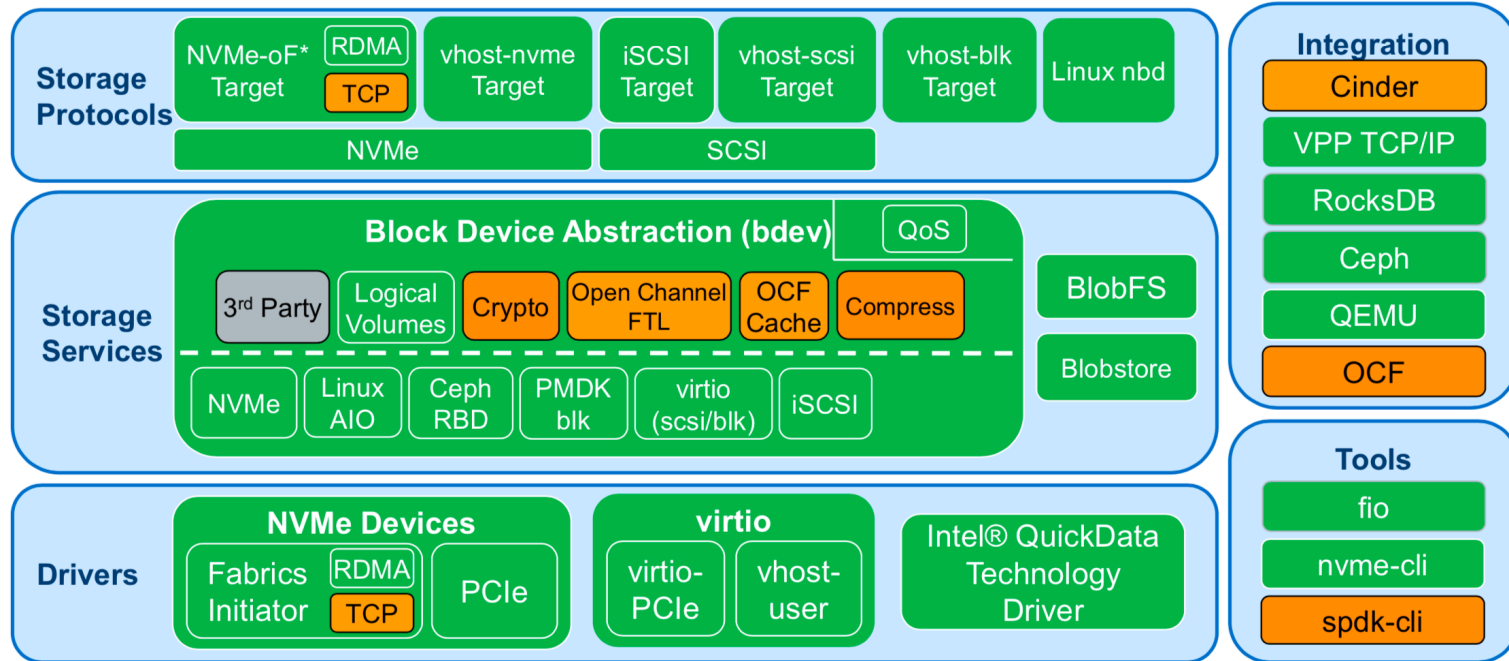 Storage
Protocols
NVMe-oF*
Target
RDMA
TCP
vhost-nvme
Target
iSCSI
Target
vhost-scsi
Target
vhost-blk
Target
Linux nbd
NVMe
SCSI
Storage
Services
Block Device Abstraction (bdev)
QoS
3rd Party
Logical
Volumes
Crypto
Open Channel
FTL
OCF
Cache
Compress
NVMe
Linux
AIO
Ceph
RBD
PMDK
blk
virtio
(scsi/blk)
iSCSI
BlobFS
Blobstore
Drivers
NVMe Devices
Fabrics
Initiator
RDMA
TCP
PCIe
virtio
virtio-
PCIe
vhost-
user
Intel® QuickData
Technology
Driver
Integration
Cinder
VPP TCP/IP
RocksDB
Ceph
QEMU
OCF
Tools
fio
nvme-cli
spdk-cli